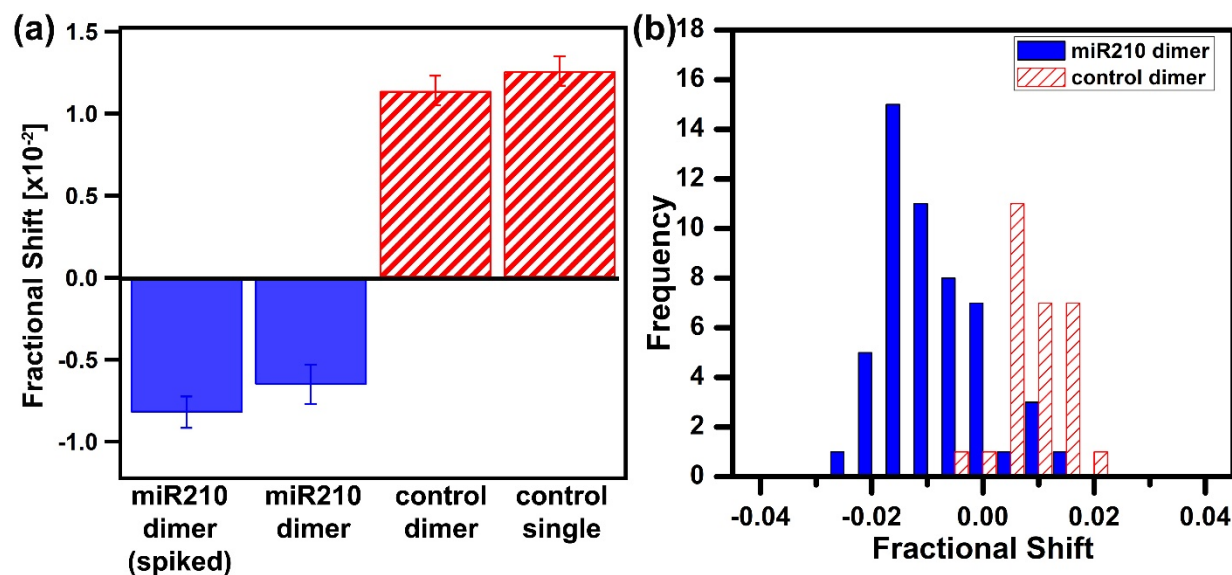 (a)
Fractional Shift [x10⁻²]
1.5
1.0
0.5
0.0
-0.5
-1.0
miR210 dimer (spiked)
miR210 dimer
control dimer
control single
(b)
Frequency
18
16
14
12
10
8
6
4
2
0
miR210 dimer
control dimer
-0.04
-0.02
0.00
0.02
0.04
Fractional Shift